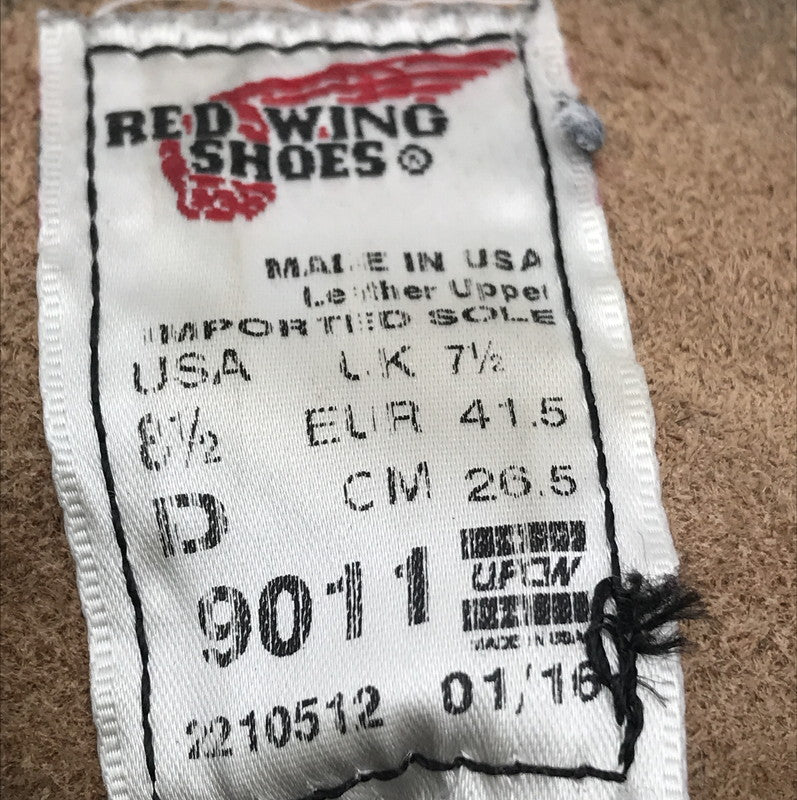 RED WING
SHOES ®
MADE IN USA
Leather Upper
IMPORTED SOLE
USA UK 7½
8½ EUR 41.5
D CM 26.5
9011
MADE IN USA
2210512 01/16